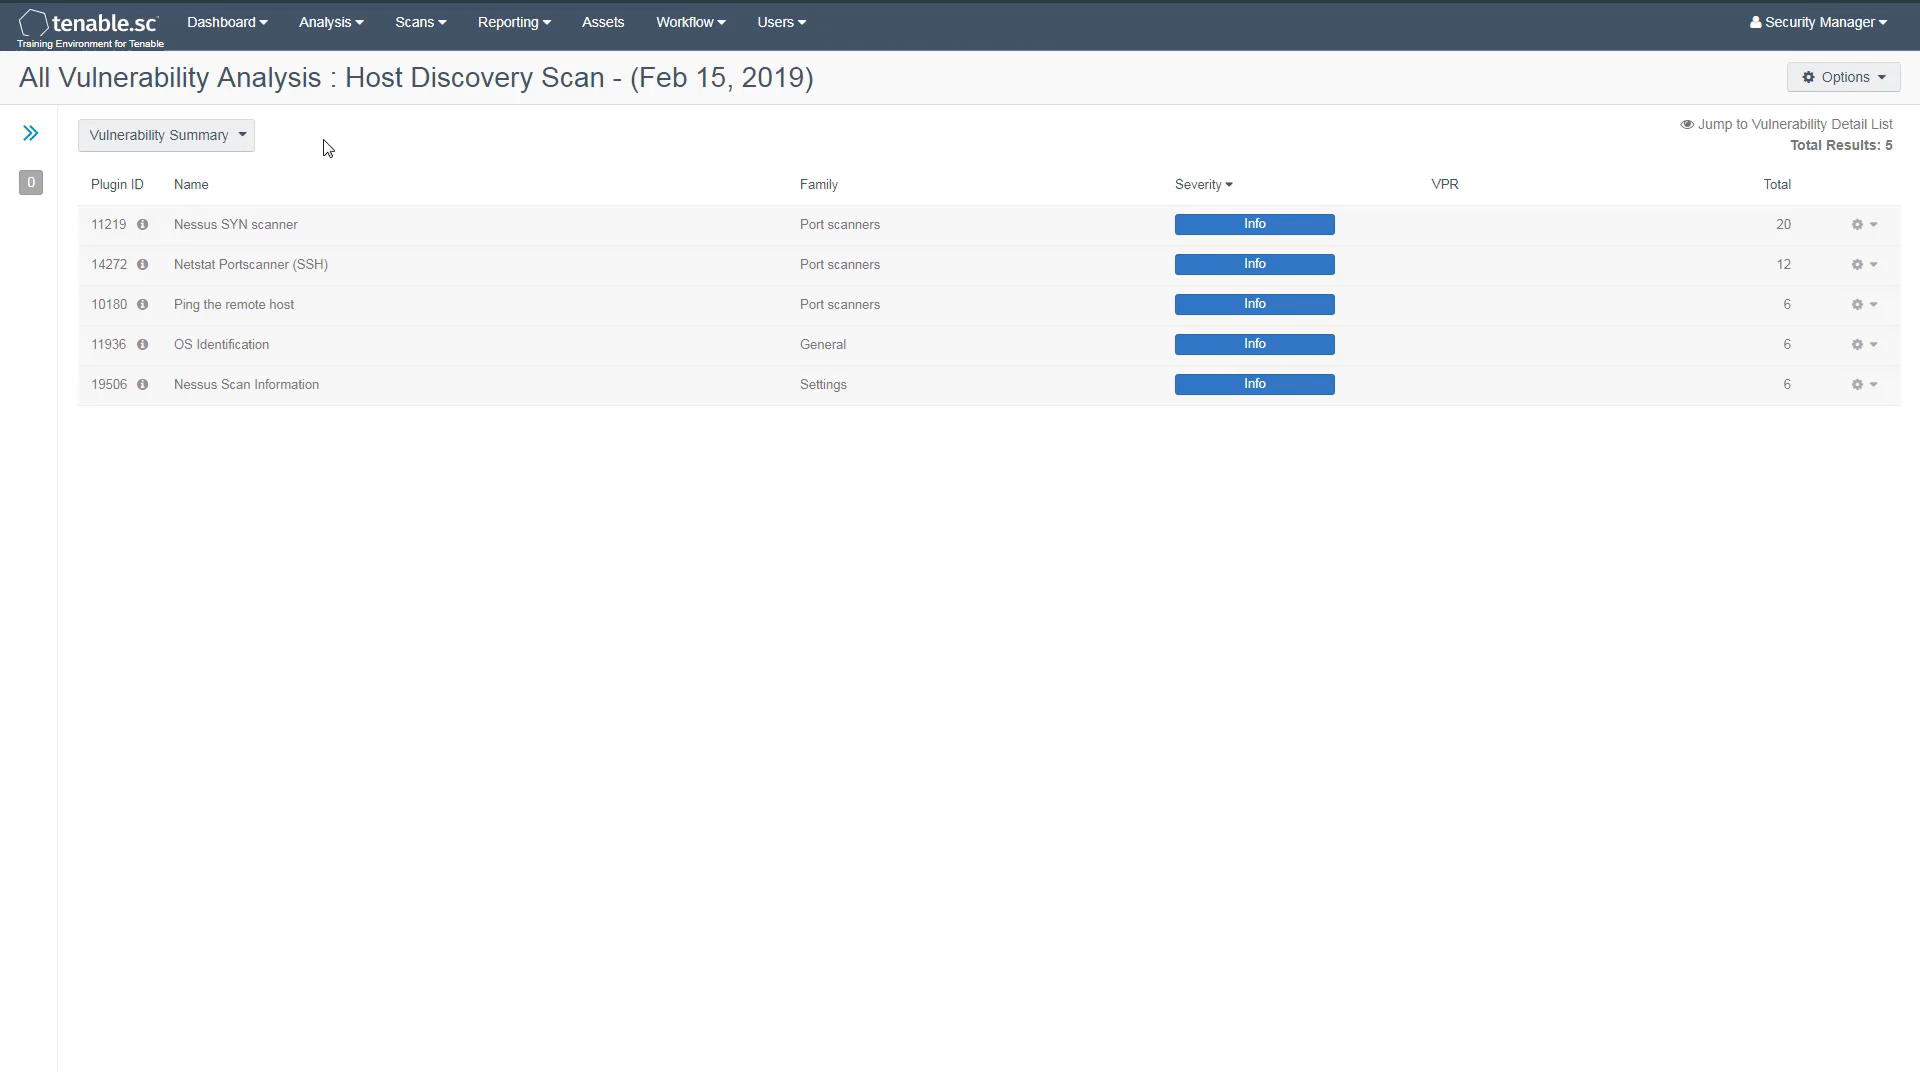 tenable.sc Dashboard Analysis Scans Reporting Assets Workflow Users Security Manager
Training Environment for Tenable
All Vulnerability Analysis : Host Discovery Scan - (Feb 15, 2019) Options
Vulnerability Summary Jump to Vulnerability Detail List
Total Results: 5
0
Plugin ID Name Family Severity VPR Total
11219 Nessus SYN scanner Port scanners Info 20
14272 Netstat Portscanner (SSH) Port scanners Info 12
10180 Ping the remote host Port scanners Info 6
11936 OS Identification General Info 6
19506 Nessus Scan Information Settings Info 6